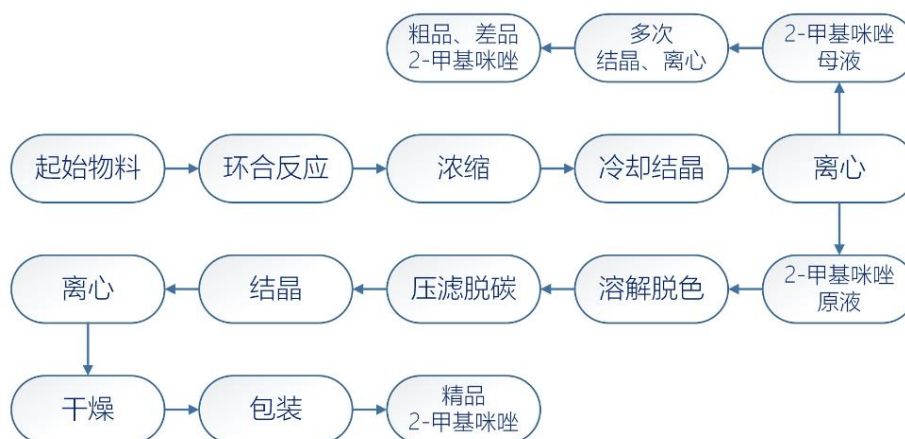 粗品、差品
2-甲基咪唑
多次
结晶、离心
2-甲基咪唑
母液
起始物料
环合反应
浓缩
冷却结晶
离心
离心
结晶
压滤脱碳
溶解脱色
2-甲基咪唑
原液
干燥
包装
精品
2-甲基咪唑